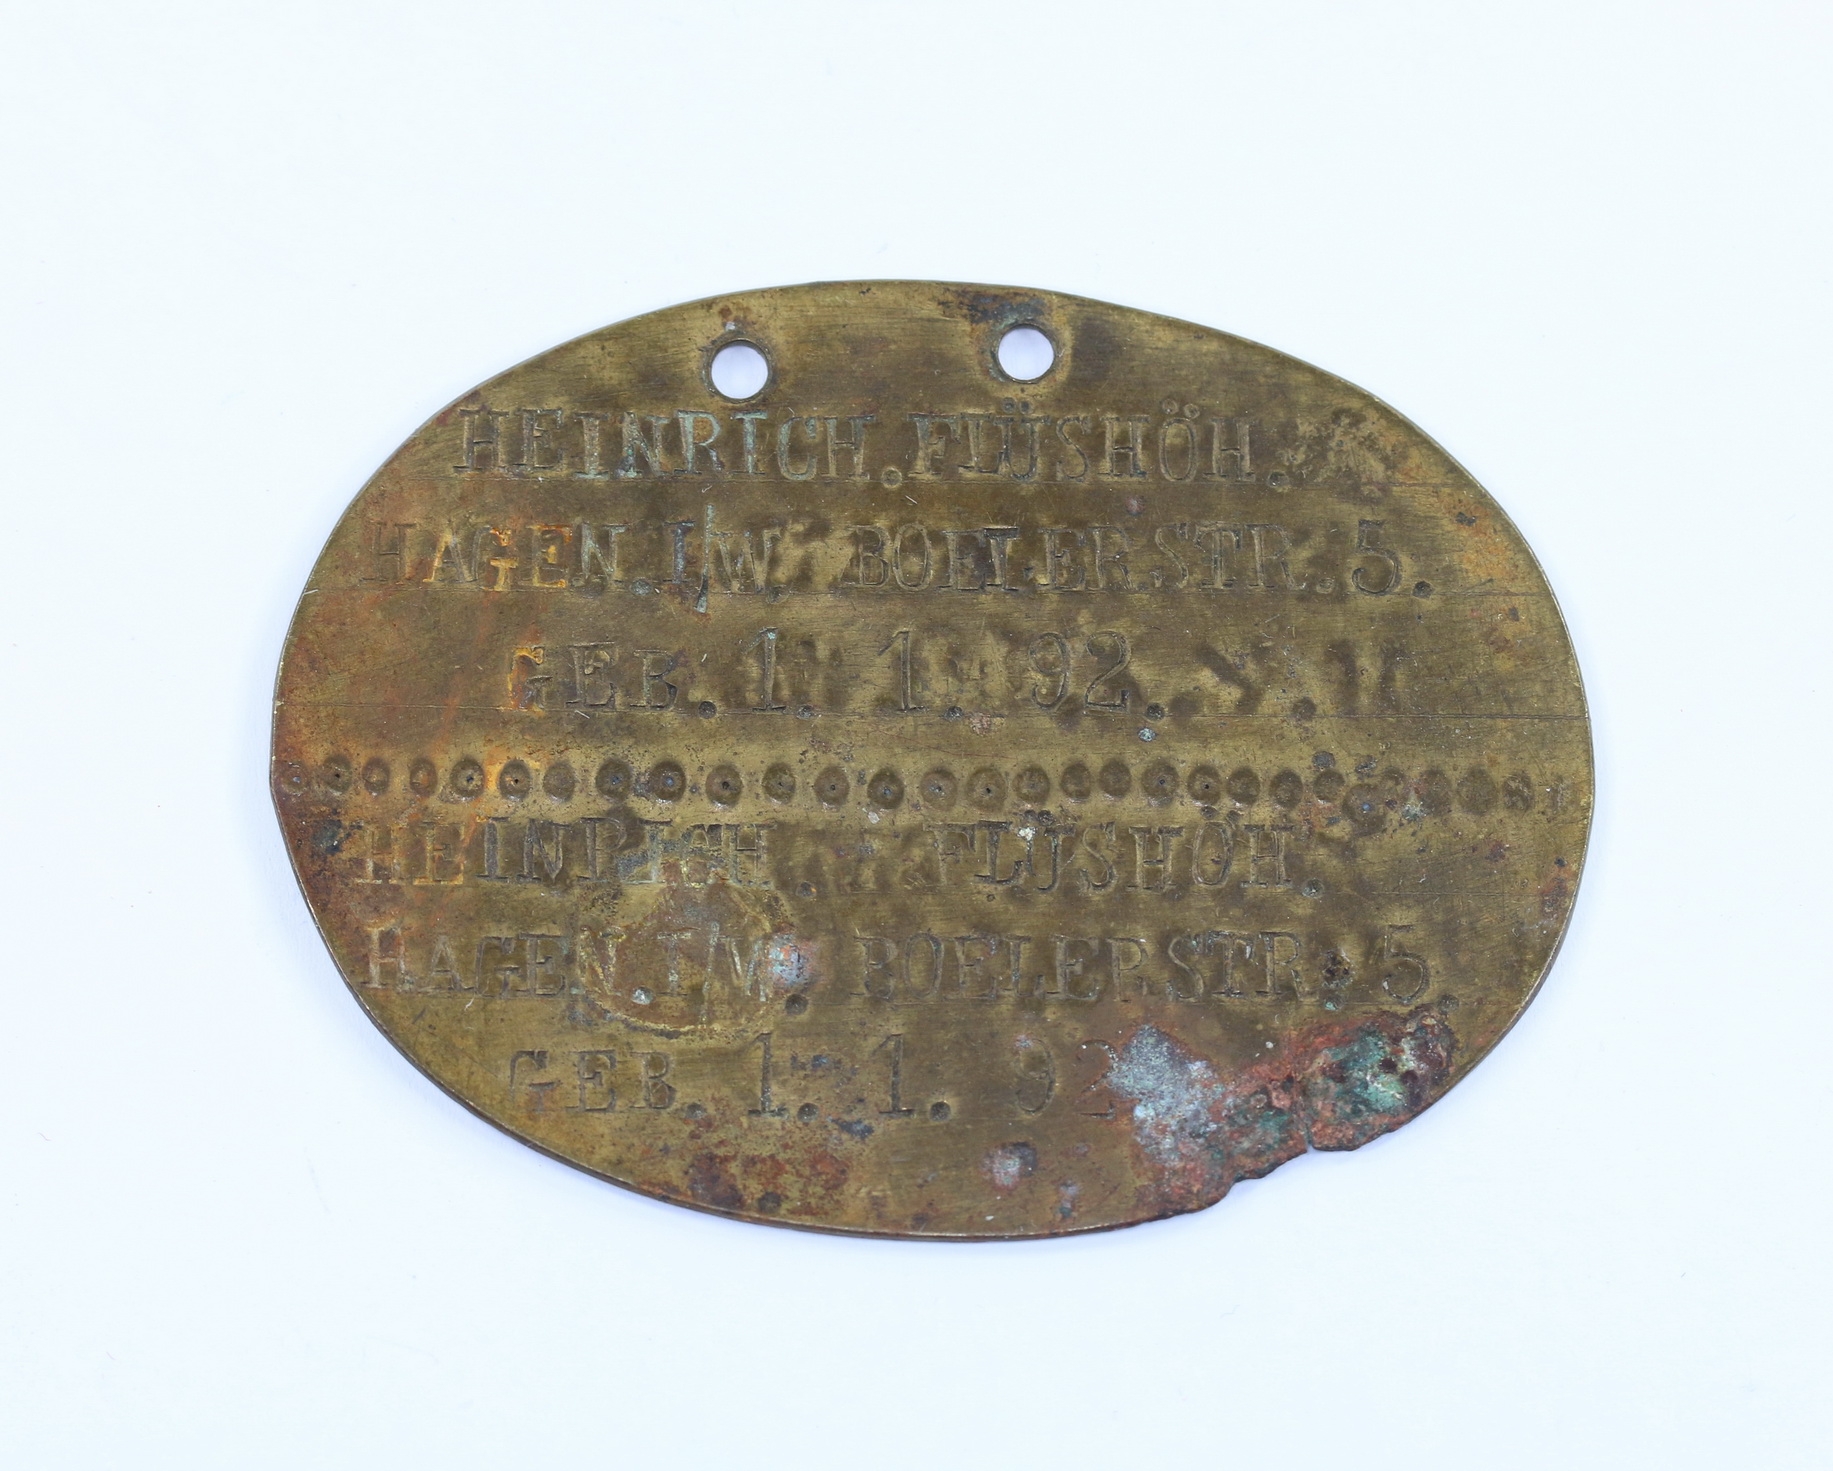 HEINRICH. FLÜSHÖH.
HAGEN. I/W. BOELERSTR. 5.
GEB. 1. 1. 92.
HEINRICH. FLÜSHÖH.
HAGEN. I/W. BOELERSTR. 5.
GEB. 1. 1. 92